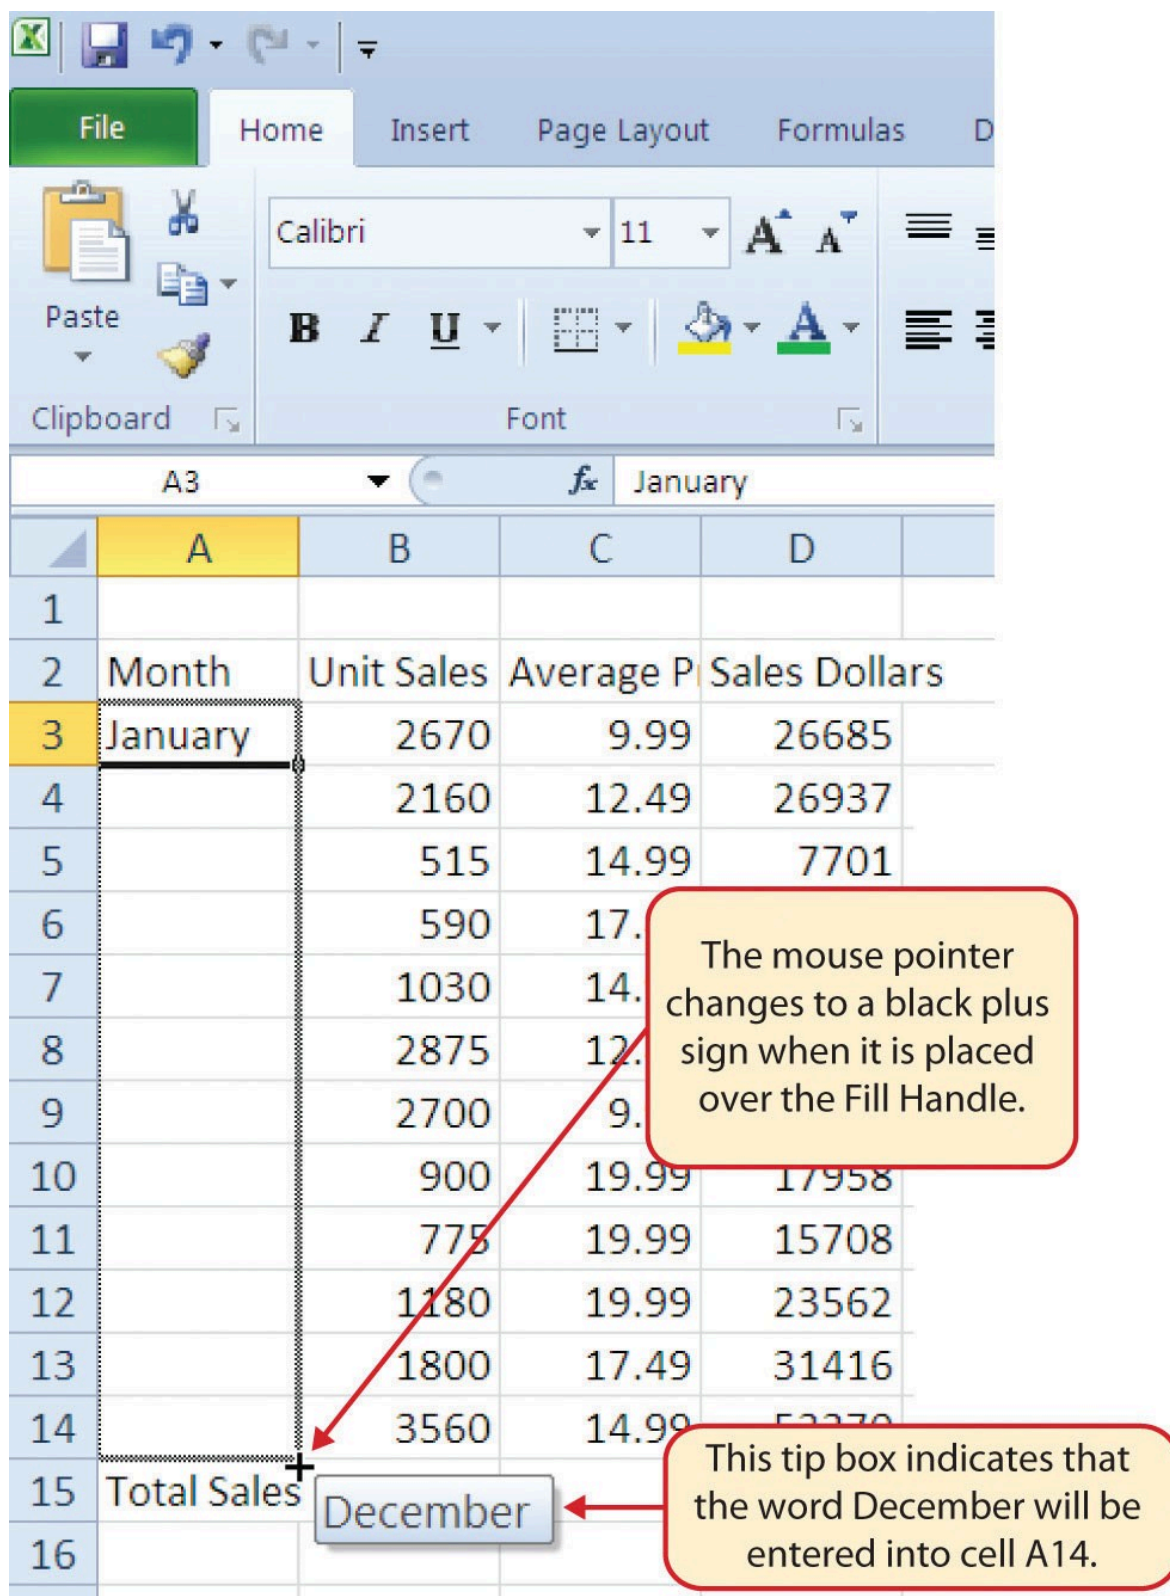 File Home Insert Page Layout Formulas D
Calibri 11 A A
Paste B I U A
Clipboard Font
A3 fx January
A B C D
1
2 Month Unit Sales Average Sales Dollars
3 January 2670 9.99 26685
4 2160 12.49 26937
5 515 14.99 7701
6 590 17.
7 1030 14.
8 2875 12.
9 2700 9.
The mouse pointer
changes to a black plus
sign when it is placed
over the Fill Handle.
10 900 19.99 17958
11 775 19.99 15708
12 1180 19.99 23562
13 1800 17.49 31416
14 3560 14.99
15 Total Sales
December
16
This tip box indicates that
the word December will be
entered into cell A14.